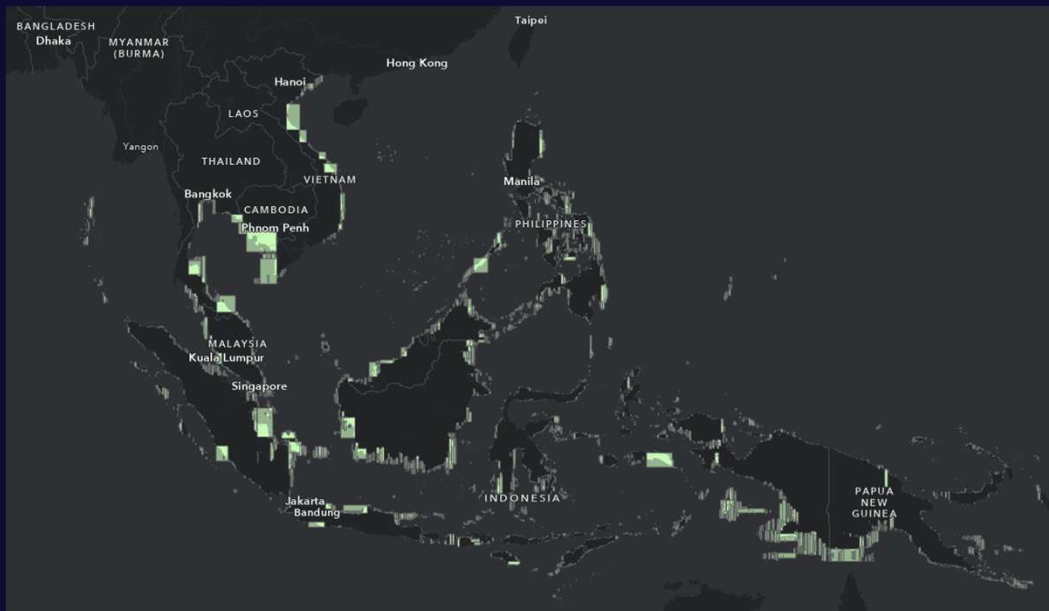 Taipei
BANGLADESH
Dhaka
MYANMAR
(BURMA)
Hong Kong
Hanoi
LAOS
Yangon
THAILAND
VIETNAM
Manila
Bangkok
CAMBODIA
Phnom Penh
PHILIPPINES
MALAYSIA
Kuala Lumpur
Singapore
INDONESIA
Jakarta
Bandung
PAPUA
NEW
GUINEA